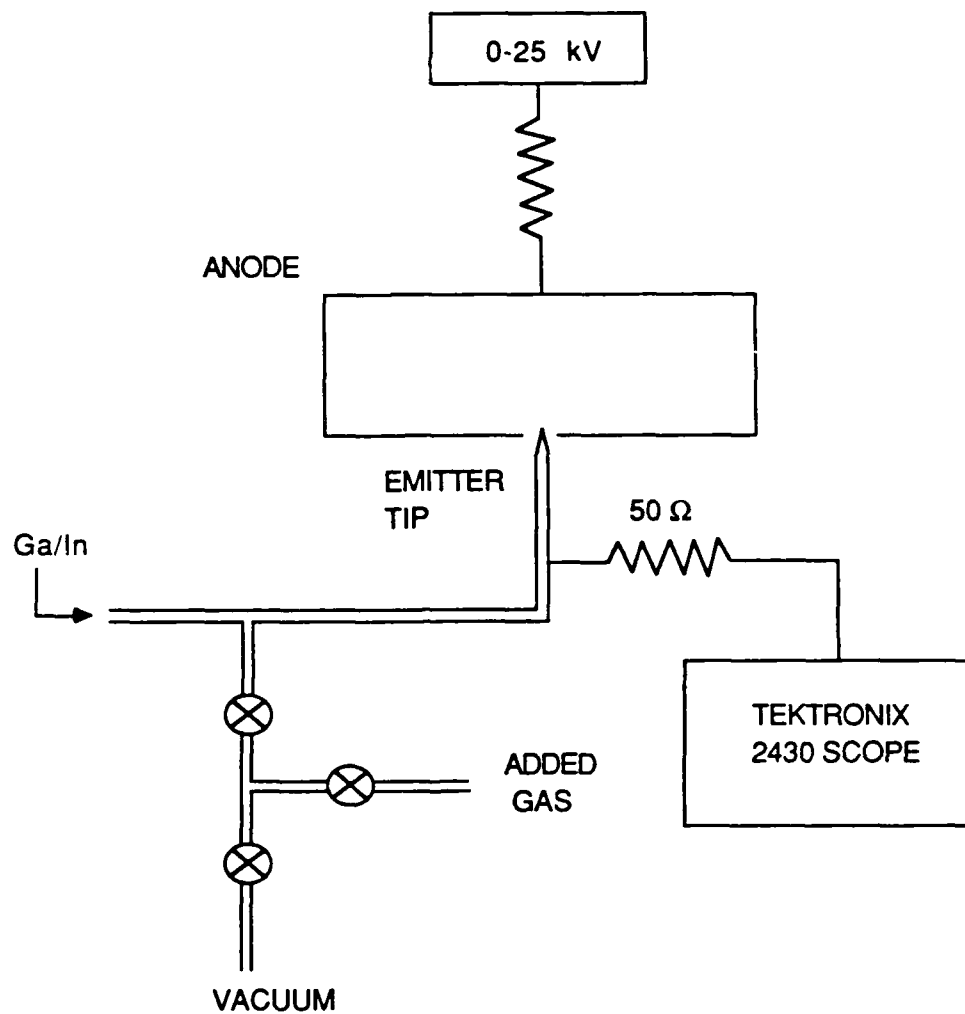 0-25 kV
ANODE
EMITTER
TIP
50 Ω
Ga/In
TEKTRONIX
2430 SCOPE
ADDED
GAS
VACUUM